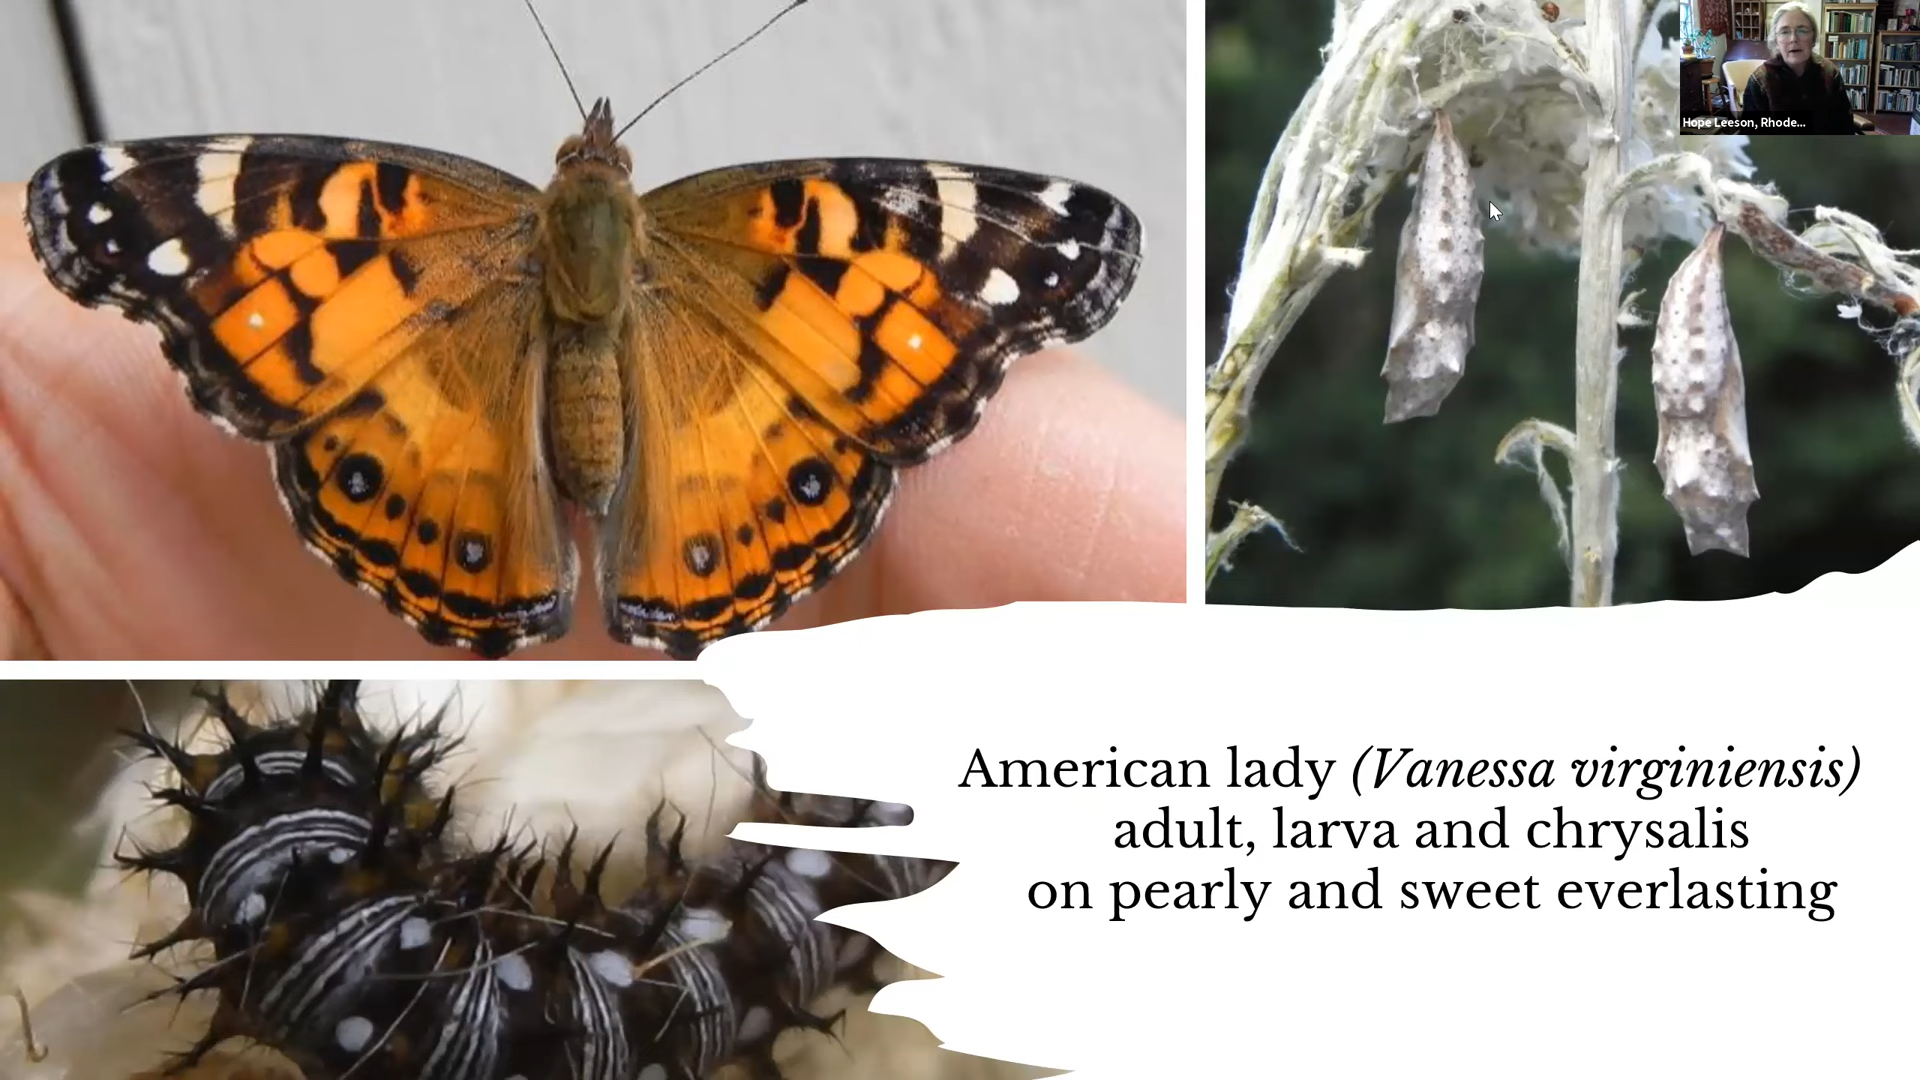 Hope Leeson, Rhode...
American lady (Vanessa virginiensis)
adult, larva and chrysalis
on pearly and sweet everlasting